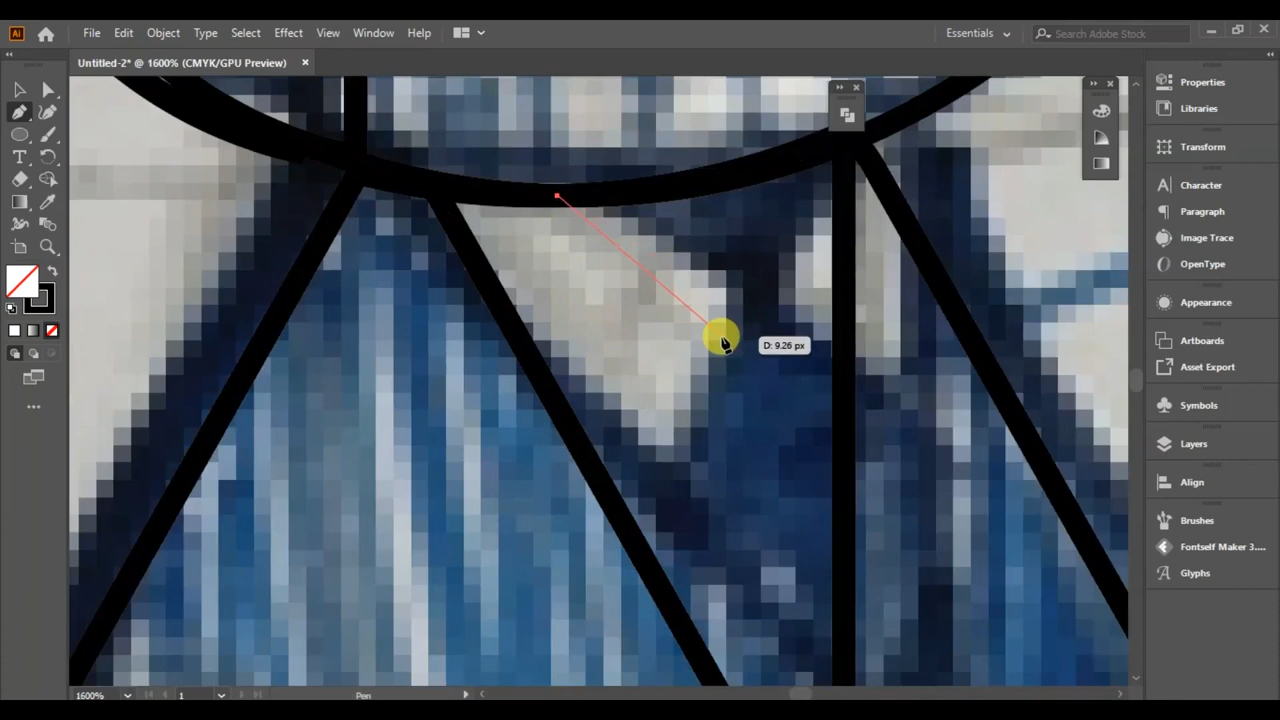 Ai File Edit Object Type Select Effect View Window Help Essentials Search Adobe Stock
Untitled-2* @ 1600% (CMYK/GPU Preview)
Properties
Libraries
Transform
Character
Paragraph
Image Trace
OpenType
Appearance
D: 9.26 px
Artboards
Asset Export
Symbols
Layers
Align
Brushes
Fontself Maker 3....
Glyphs
1600% 1 Pen